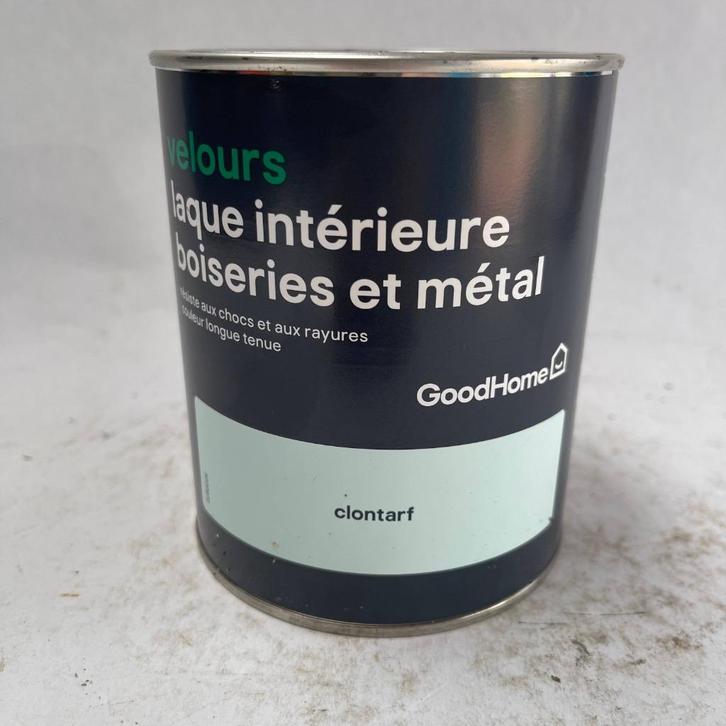 velours
laque intérieure
boiseries et métal
résiste aux chocs et aux rayures
couleur longue tenue
GoodHome
clontarf